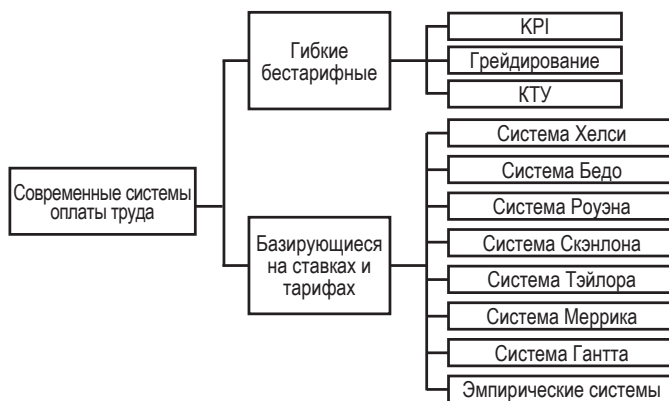 Современные системы
оплаты труда
Гибкие
бестарифные
KPI
Грейдирование
КТУ
Базирующиеся
на ставках и
тарифах
Система Хелси
Система Бедо
Система Роуэна
Система Скэнлона
Система Тэйлора
Система Меррика
Система Гантта
Эмпирические системы